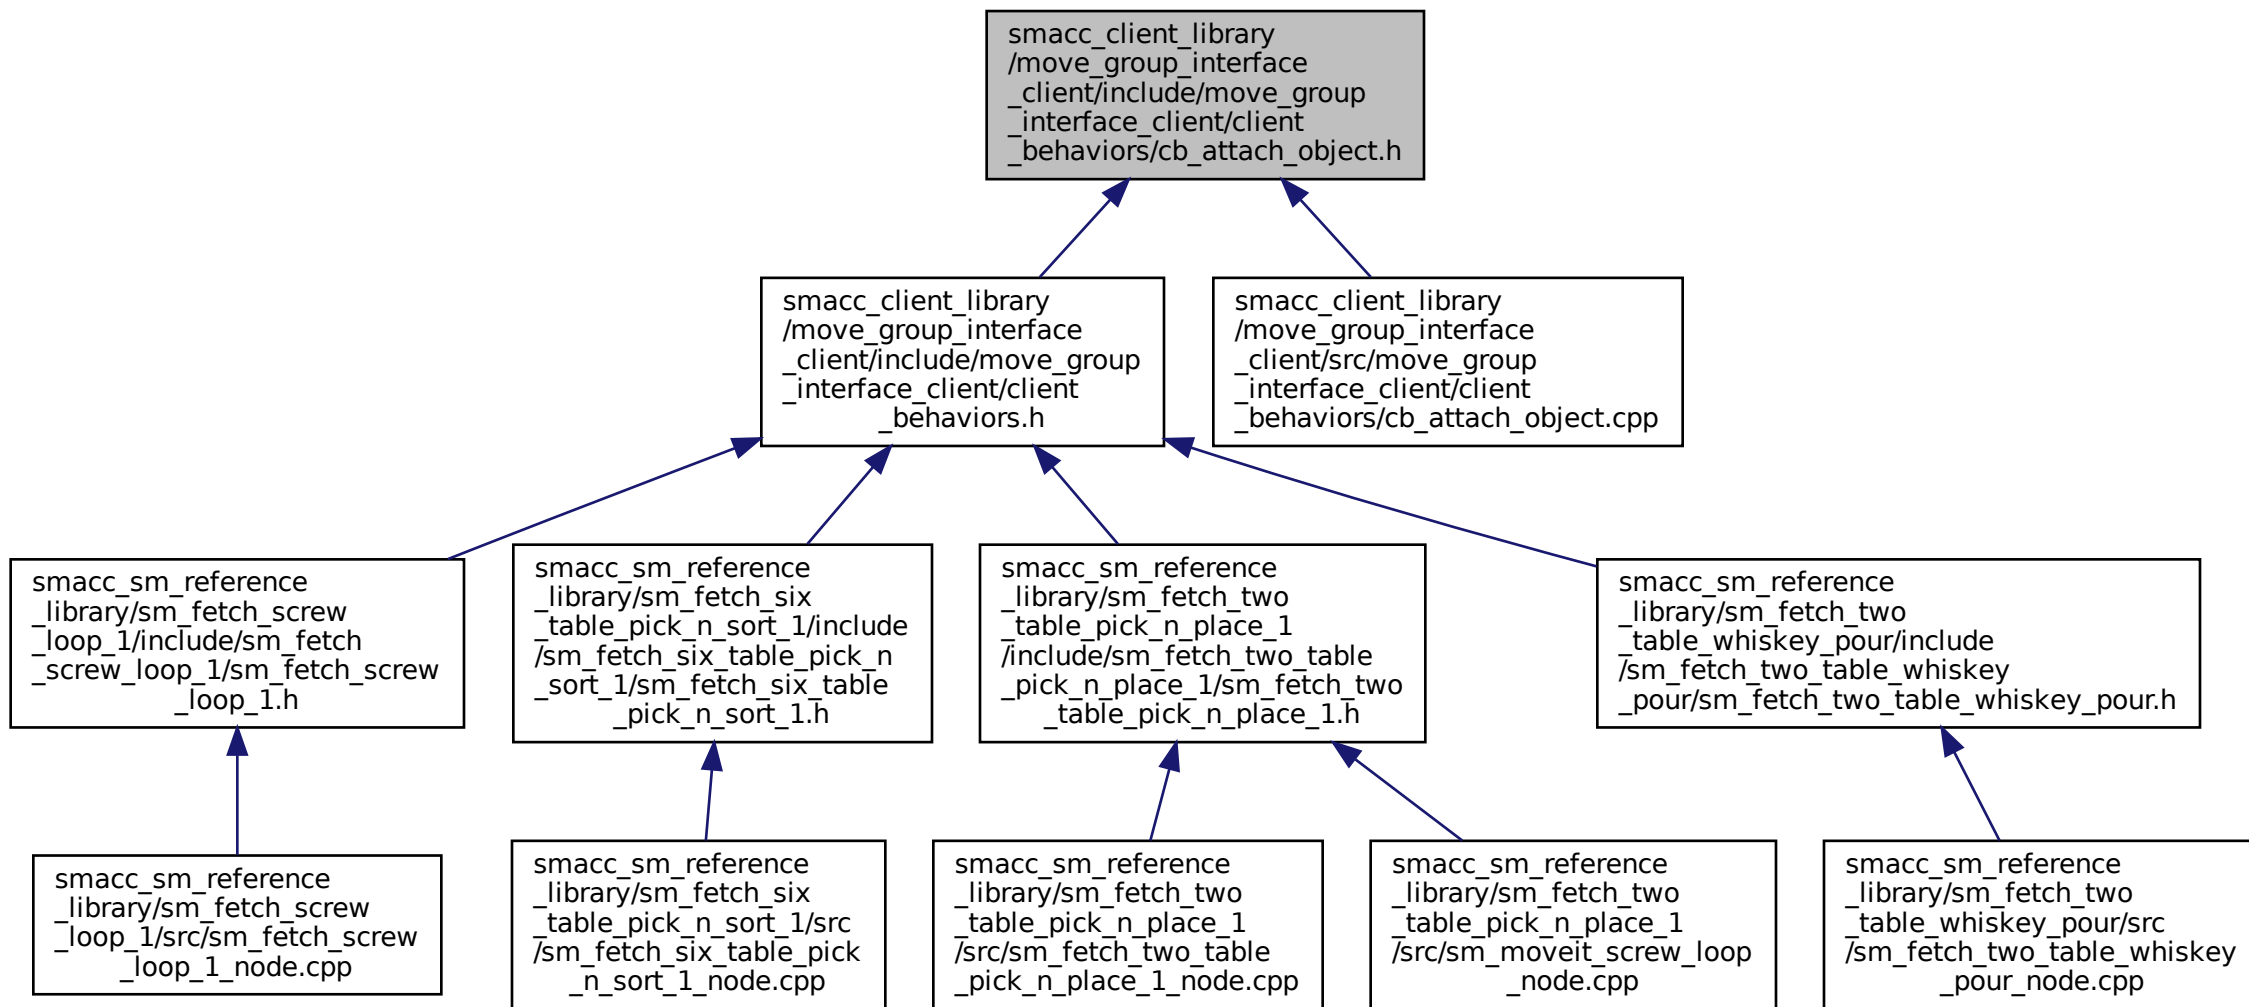 smacc_client_library
/move_group_interface
_client/include/move_group
_interface_client/client
_behaviors/cb_attach_object.h
smacc_client_library
/move_group_interface
_client/include/move_group
_interface_client/client
_behaviors.h
smacc_client_library
/move_group_interface
_client/src/move_group
_interface_client/client
_behaviors/cb_attach_object.cpp
smacc_sm_reference
_library/sm_fetch_screw
_loop_1/include/sm_fetch
_screw_loop_1/sm_fetch_screw
_loop_1.h
smacc_sm_reference
_library/sm_fetch_six
_table_pick_n_sort_1/include
/sm_fetch_six_table_pick_n
_sort_1/sm_fetch_six_table
_pick_n_sort_1.h
smacc_sm_reference
_library/sm_fetch_two
_table_pick_n_place_1
/include/sm_fetch_two_table
_pick_n_place_1/sm_fetch_two
_table_pick_n_place_1.h
smacc_sm_reference
_library/sm_fetch_two
_table_whiskey_pour/include
/sm_fetch_two_table_whiskey
_pour/sm_fetch_two_table_whiskey_pour.h
smacc_sm_reference
_library/sm_fetch_screw
_loop_1/src/sm_fetch_screw
_loop_1_node.cpp
smacc_sm_reference
_library/sm_fetch_six
_table_pick_n_sort_1/src
/sm_fetch_six_table_pick
_n_sort_1_node.cpp
smacc_sm_reference
_library/sm_fetch_two
_table_pick_n_place_1
/src/sm_fetch_two_table
_pick_n_place_1_node.cpp
smacc_sm_reference
_library/sm_fetch_two
_table_pick_n_place_1
/src/sm_moveit_screw_loop
_node.cpp
smacc_sm_reference
_library/sm_fetch_two
_table_whiskey_pour/src
/sm_fetch_two_table_whiskey
_pour_node.cpp